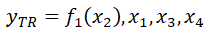 y_TR = f_1(x_2), x_1, x_3, x_4